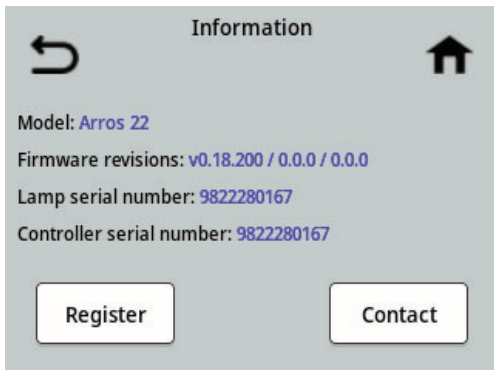 Information
Model: Arros 22
Firmware revisions: v0.18.200 / 0.0.0 / 0.0.0
Lamp serial number: 9822280167
Controller serial number: 9822280167
Register
Contact